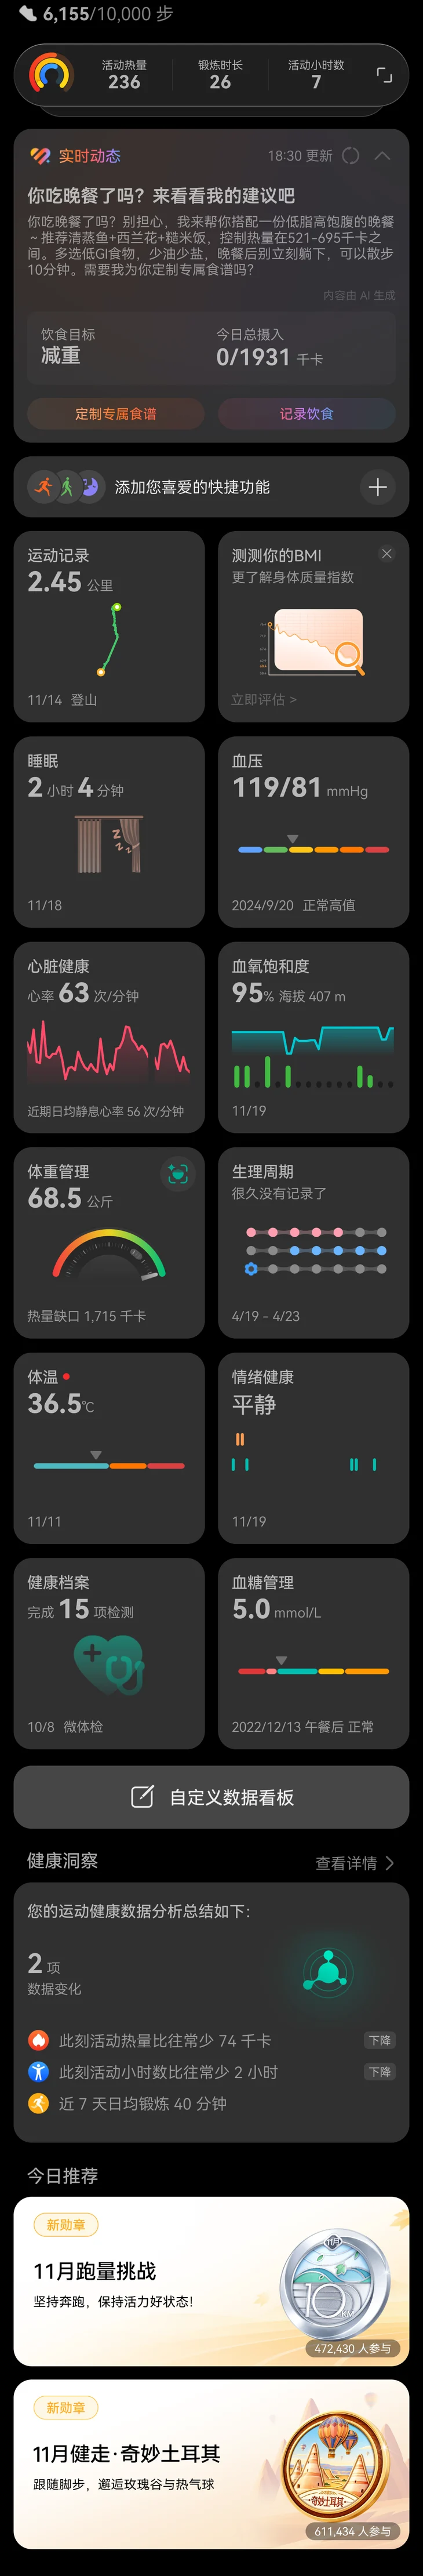 6,155/10,000 步
活动热量 锻炼时长 活动小时数
236 26 7
实时动态 18:30 更新
你吃晚餐了吗？来看看我的建议吧
你吃晚餐了吗？别担心，我来帮你搭配一份低脂高饱腹的晚餐
~推荐清蒸鱼+西兰花+糙米饭，控制热量在521-695千卡之
间。多选低GI食物，少油少盐，晚餐后别立刻躺下，可以散步
10分钟。需要我为你定制专属食谱吗？
内容由 AI 生成
饮食目标 今日总摄入
减重 0/1931 千卡
定制专属食谱 记录饮食
添加您喜爱的快捷功能
运动记录
2.45 公里
11/14 登山
测测你的BMI
更了解身体质量指数
立即评估 >
睡眠
2 小时 4 分钟
11/18
血压
119/81 mmHg
2024/9/20 正常高值
心脏健康
心率 63 次/分钟
近期日均静息心率 56 次/分钟
血氧饱和度
95% 海拔 407 m
11/19
体重管理
68.5 公斤
热量缺口 1,715 千卡
生理周期
很久没有记录了
4/19 - 4/23
体温
36.5℃
11/11
情绪健康
平静
11/19
健康档案
完成 15 项检测
10/8 微体检
血糖管理
5.0 mmol/L
2022/12/13 午餐后 正常
自定义数据看板
健康洞察 查看详情
您的运动健康数据分析总结如下：
2 项
数据变化
此刻活动热量比往常少 74 千卡 下降
此刻活动小时数比往常少 2 小时 下降
近 7 天日均锻炼 40 分钟
今日推荐
新勋章
11月跑量挑战
坚持奔跑，保持活力好状态！
11月
10KM
472,430 人参与
新勋章
11月健走·奇妙土耳其
跟随脚步，邂逅玫瑰谷与热气球
奇妙土耳其
611,434 人参与